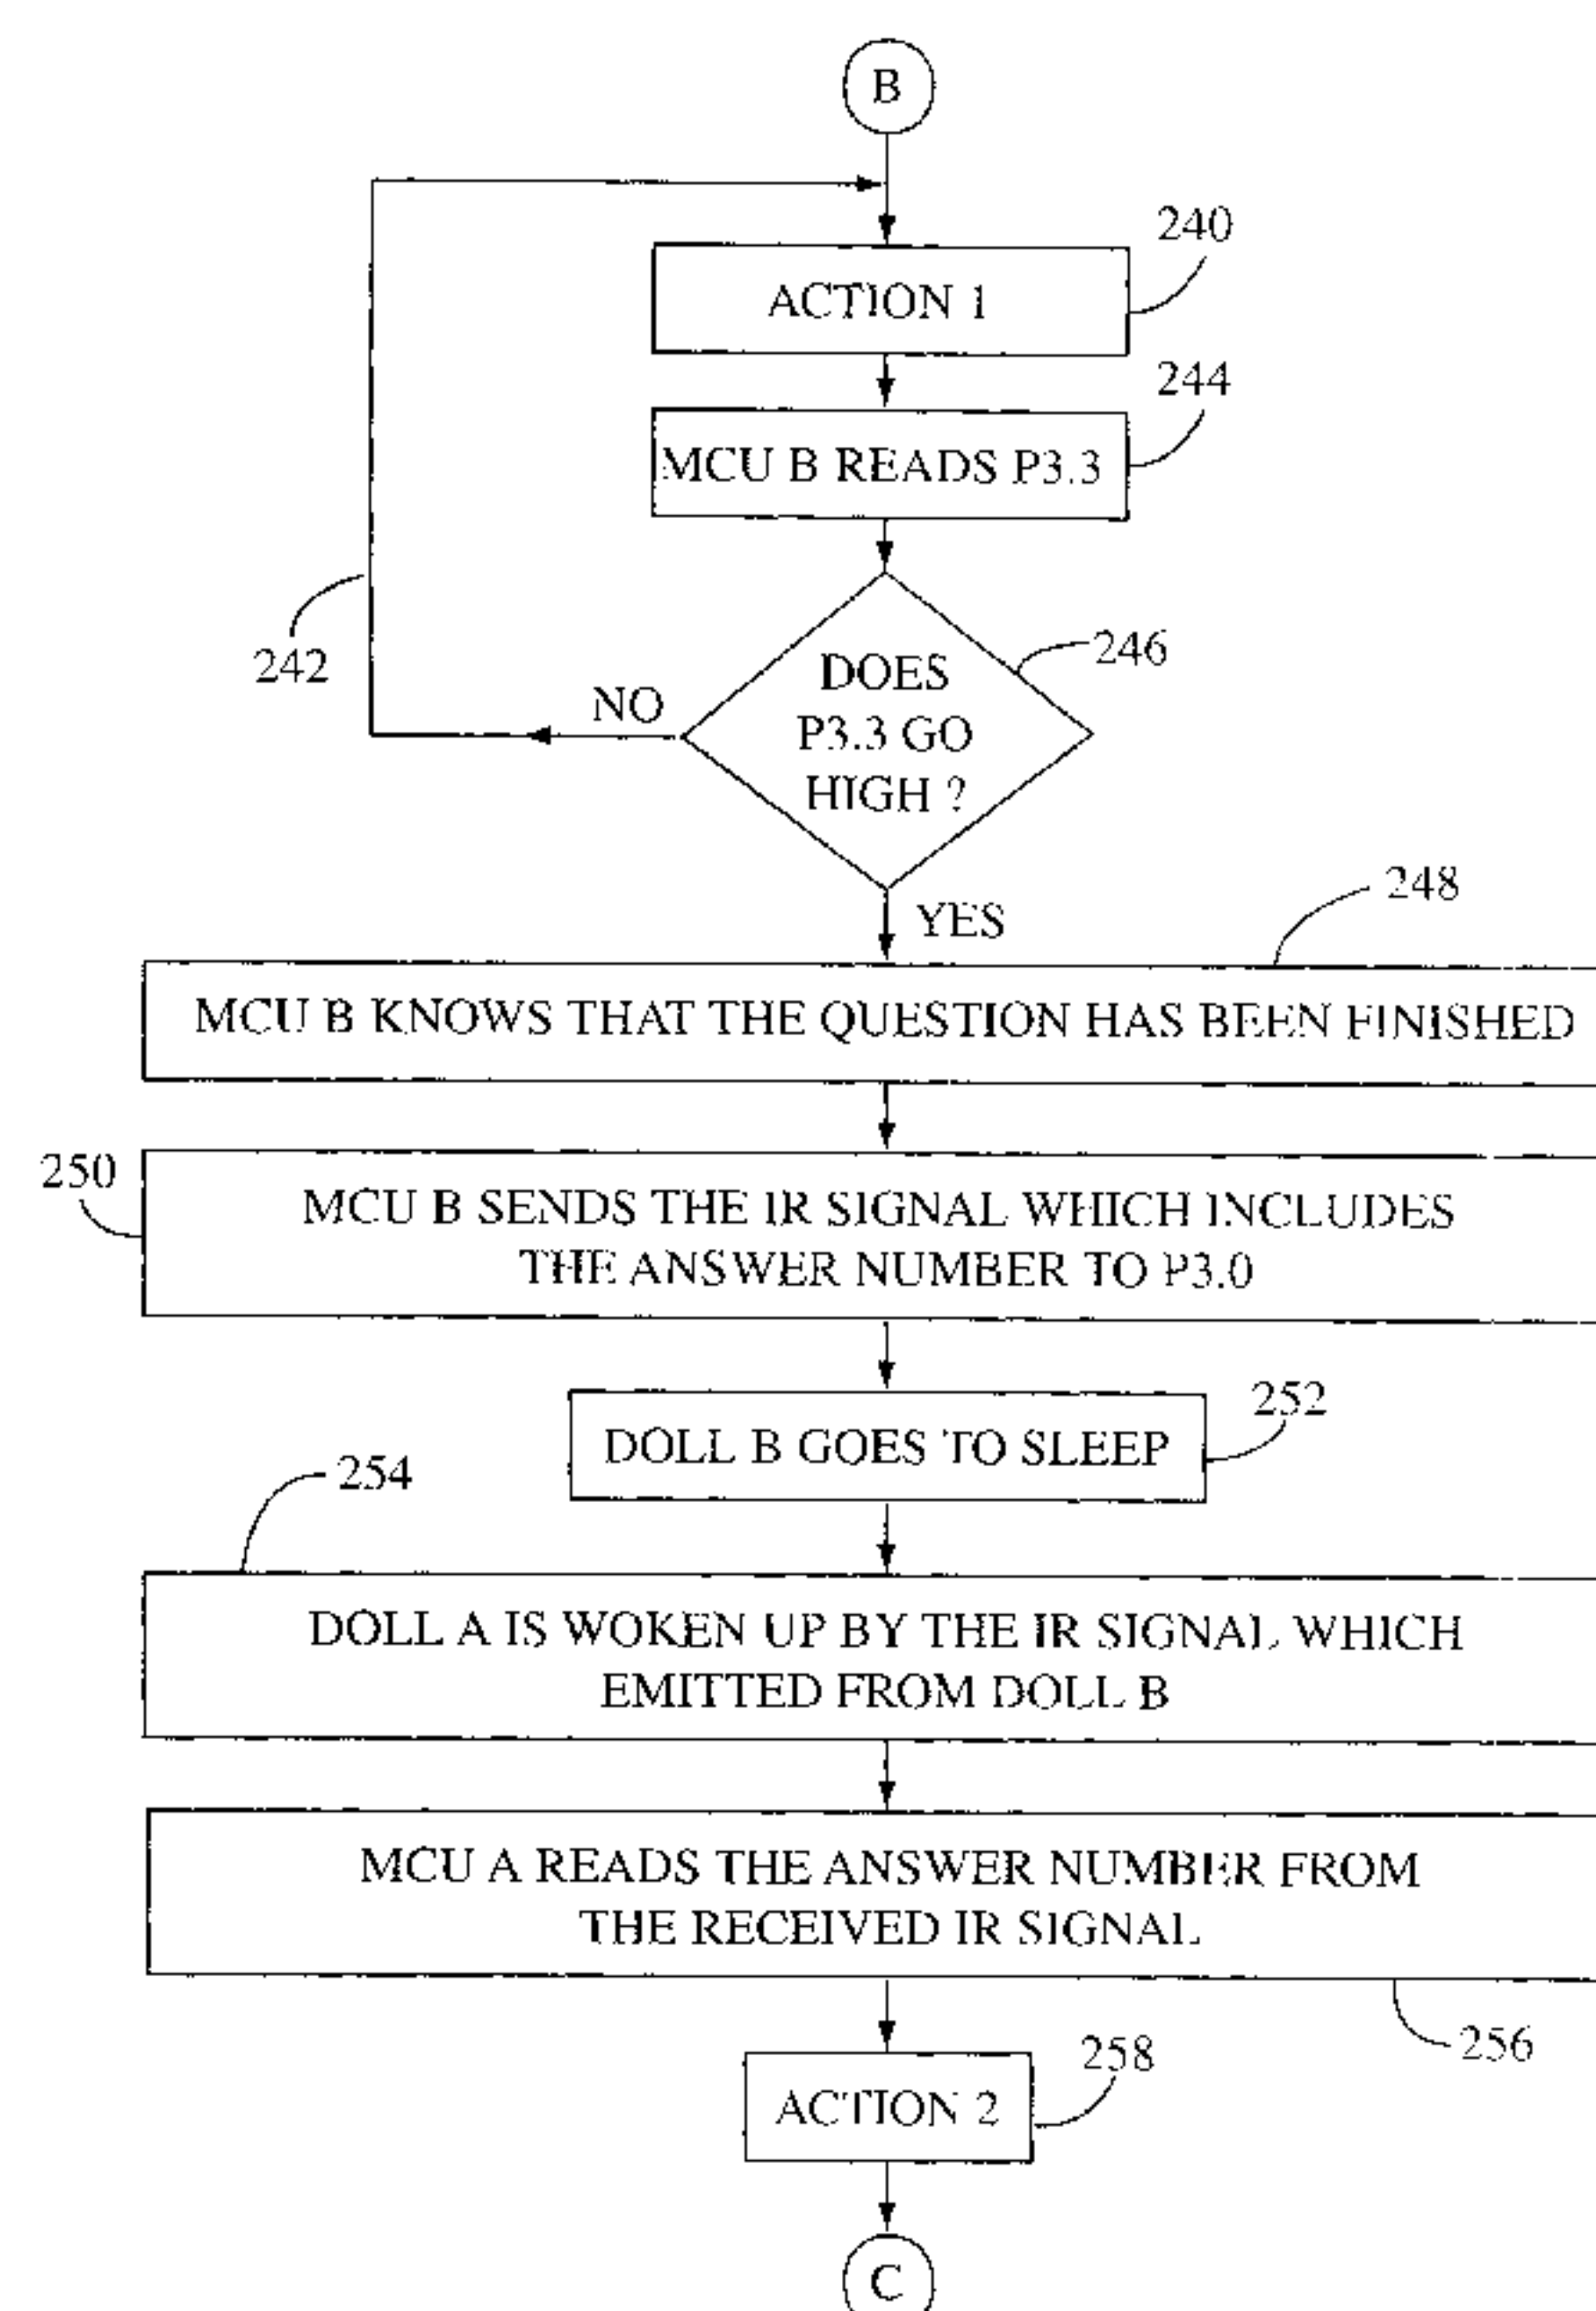 B
240
ACTION 1
244
MCU B READS P3.3
242
246
DOES
P3.3 GO
HIGH ?
NO
YES
248
MCU B KNOWS THAT THE QUESTION HAS BEEN FINISHED
250
MCU B SENDS THE IR SIGNAL WHICH INCLUDES
THE ANSWER NUMBER TO P3.0
252
DOLL B GOES TO SLEEP
254
DOLL A IS WOKEN UP BY THE IR SIGNAL WHICH
EMITTED FROM DOLL B
MCU A READS THE ANSWER NUMBER FROM
THE RECEIVED IR SIGNAL
256
258
ACTION 2
C